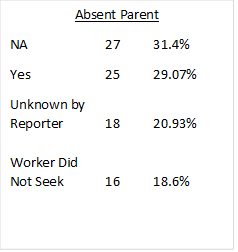 Absent Parent
NA 27 31.4%
Yes 25 29.07%
Unknown by
Reporter 18 20.93%
Worker Did
Not Seek 16 18.6%